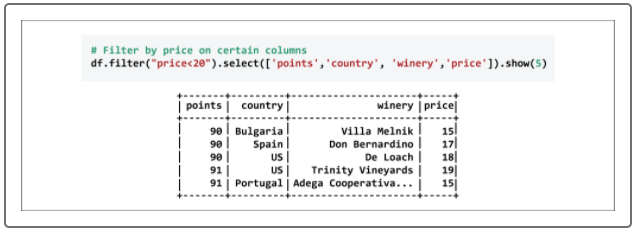 # Filter by price on certain columns
df.filter("price<20").select(['points','country', 'winery','price']).show(5)
+------+--------+--------------------+-----+
|points| country| winery|price|
+------+--------+--------------------+-----+
| 90|Bulgaria| Villa Melnik| 15|
| 90| Spain| Don Bernardino| 17|
| 90| US| De Loach| 18|
| 91| US| Trinity Vineyards| 19|
| 91|Portugal|Adega Cooperativa...| 15|
+------+--------+--------------------+-----+